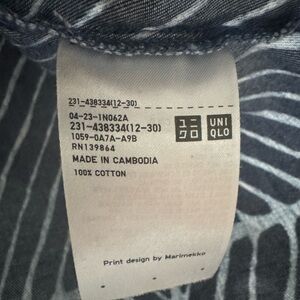 231-438334(12-30)
04-23-1N062A
231-438334(12-30)
1059-0A7A-A9B
RN139864
MADE IN CAMBODIA
100% COTTON
ユニ UNI
クロ QLO
Print design by Marimekko